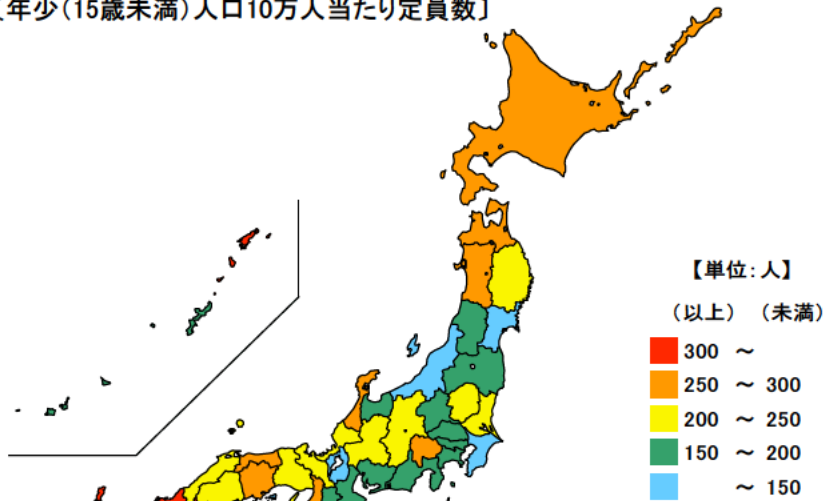 〔年少（15歳未満）人口10万人当たり定員数〕
【単位：人】
（以上）（未満）
300 ～
250 ～ 300
200 ～ 250
150 ～ 200
～ 150